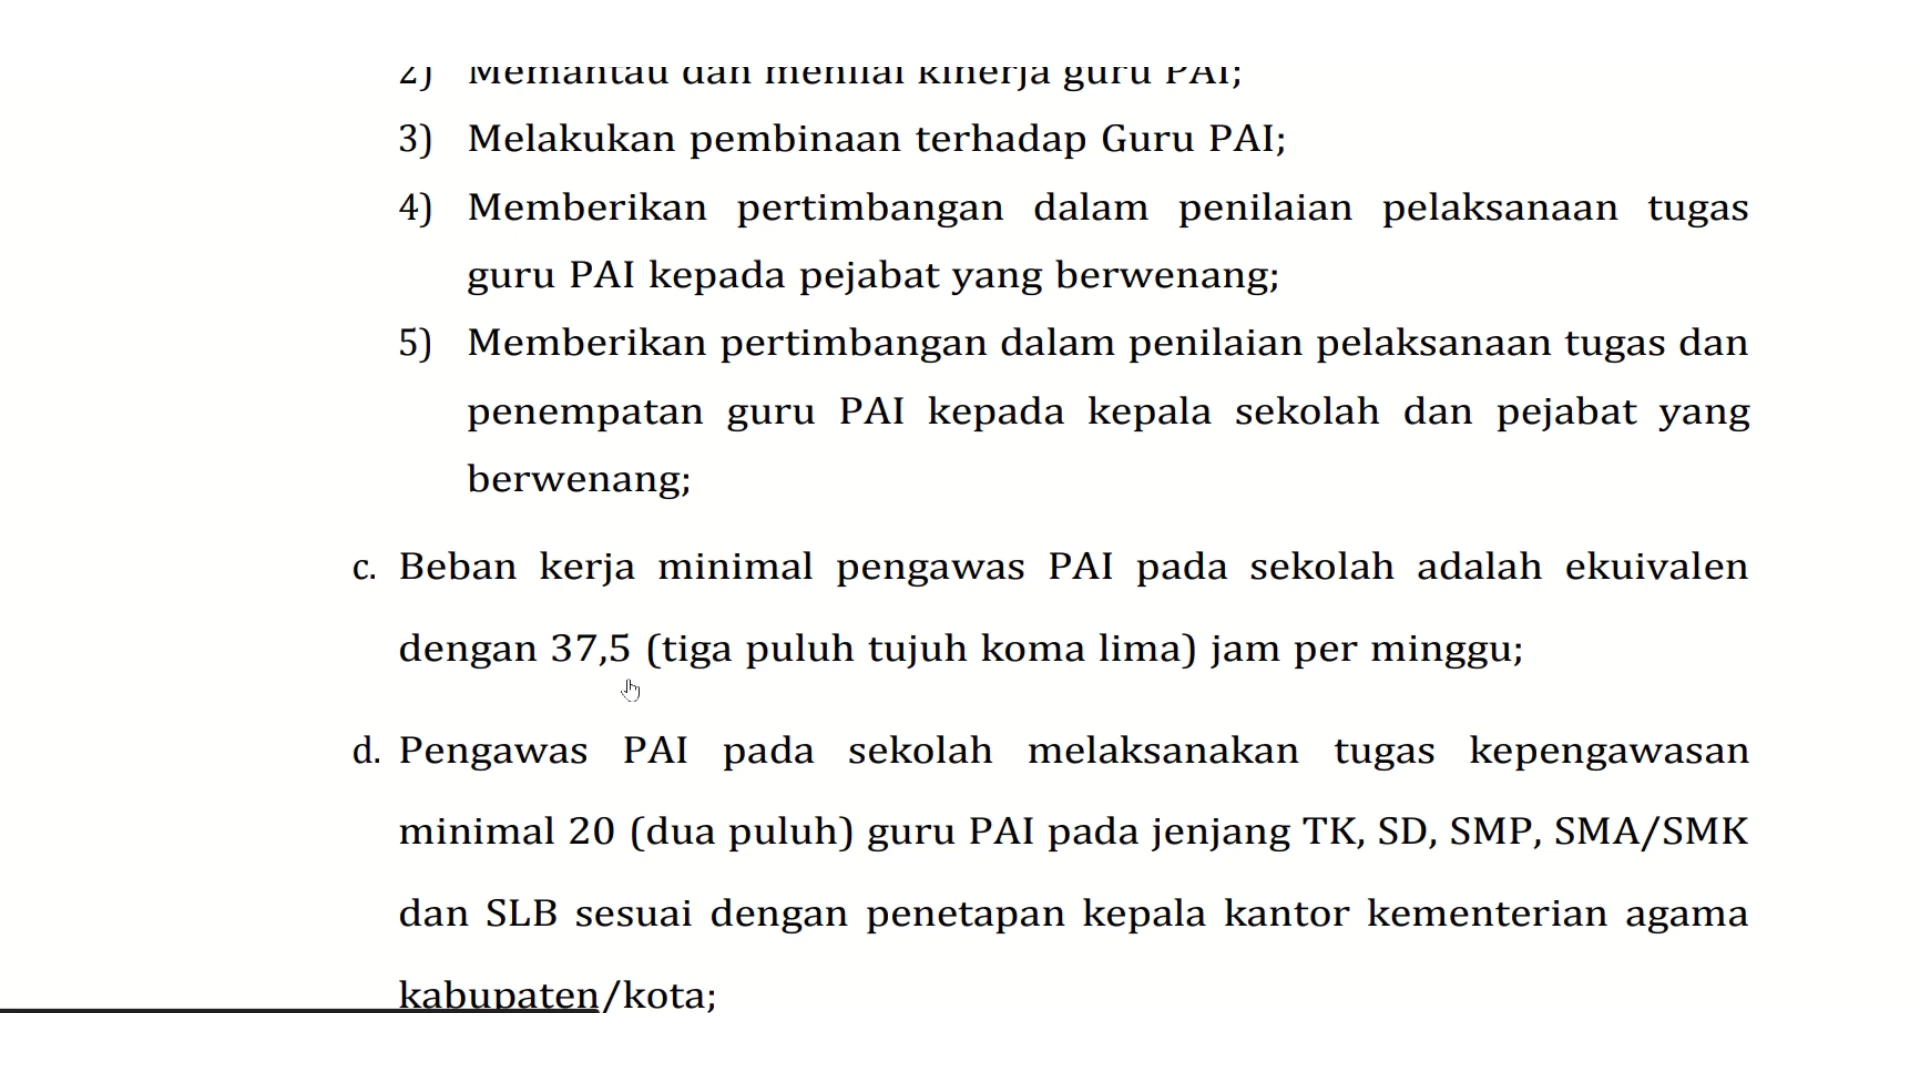 2) Memantau dan menilai kinerja guru PAI;
3) Melakukan pembinaan terhadap Guru PAI;
4) Memberikan pertimbangan dalam penilaian pelaksanaan tugas
guru PAI kepada pejabat yang berwenang;
5) Memberikan pertimbangan dalam penilaian pelaksanaan tugas dan
penempatan guru PAI kepada kepala sekolah dan pejabat yang
berwenang;
c. Beban kerja minimal pengawas PAI pada sekolah adalah ekuivalen
dengan 37,5 (tiga puluh tujuh koma lima) jam per minggu;
d. Pengawas PAI pada sekolah melaksanakan tugas kepengawasan
minimal 20 (dua puluh) guru PAI pada jenjang TK, SD, SMP, SMA/SMK
dan SLB sesuai dengan penetapan kepala kantor kementerian agama
kabupaten/kota;